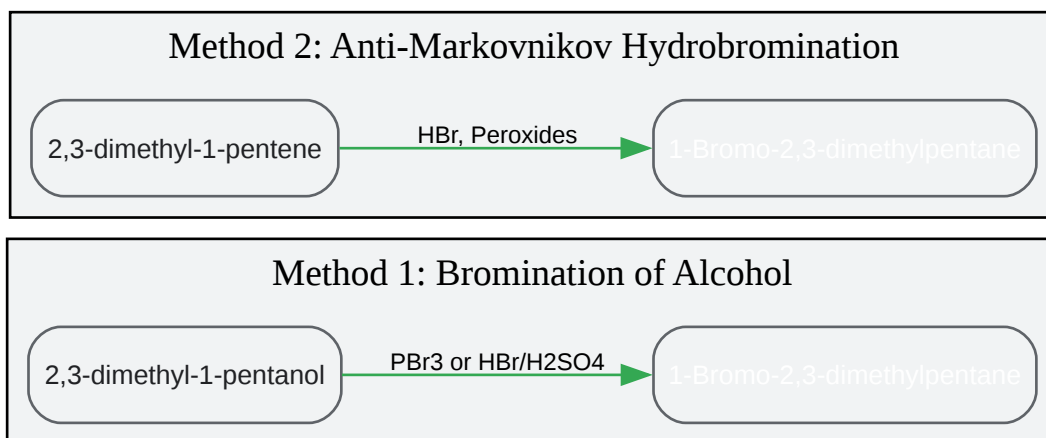 Method 2: Anti-Markovnikov Hydrobromination
2,3-dimethyl-1-pentene
HBr, Peroxides
1-Bromo-2,3-dimethylpentane
Method 1: Bromination of Alcohol
2,3-dimethyl-1-pentanol
PBr3 or HBr/H2SO4
1-Bromo-2,3-dimethylpentane